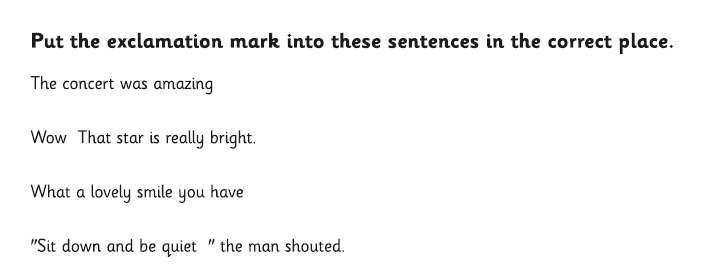 Put the exclamation mark into these sentences in the correct place.
The concert was amazing
Wow  That star is really bright.
What a lovely smile you have
"Sit down and be quiet  " the man shouted.